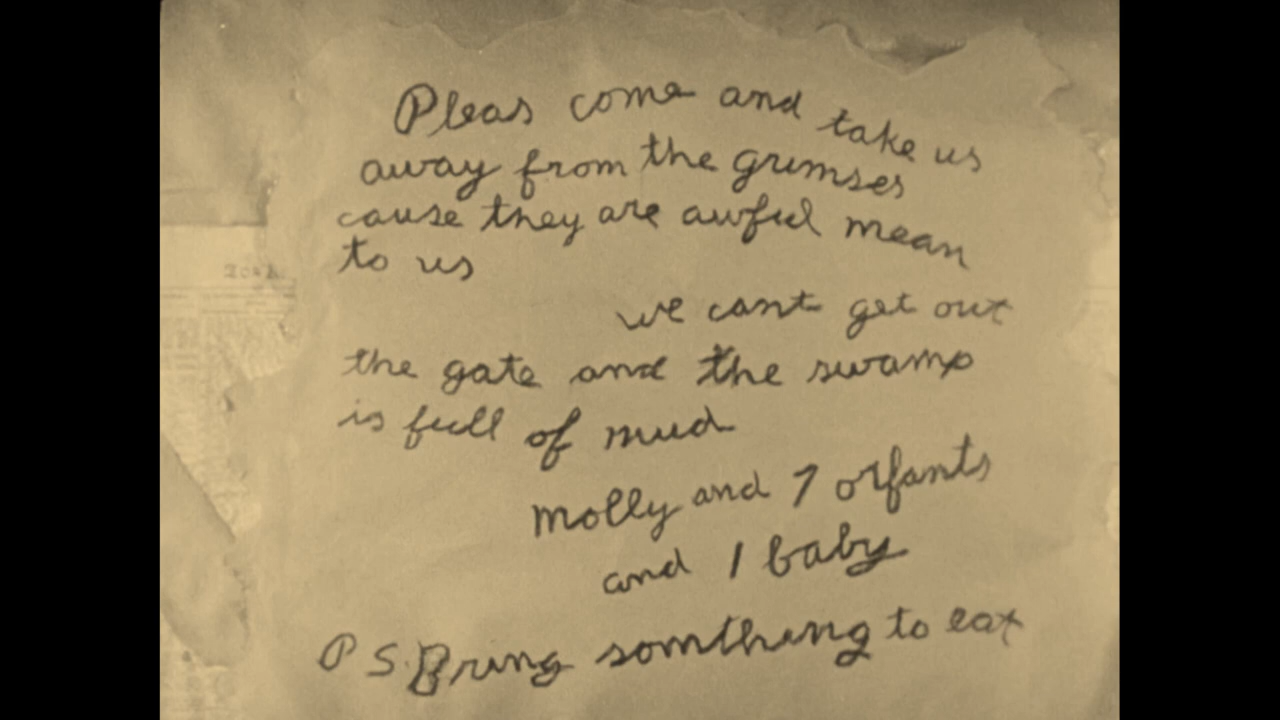 Pleas come and take us
away from the grimses
cause they are awful mean
to us
we cant get out
the gate and the swamp
is full of mud
Molly and 7 orfants
and 1 baby
P S Bring somthing to eat